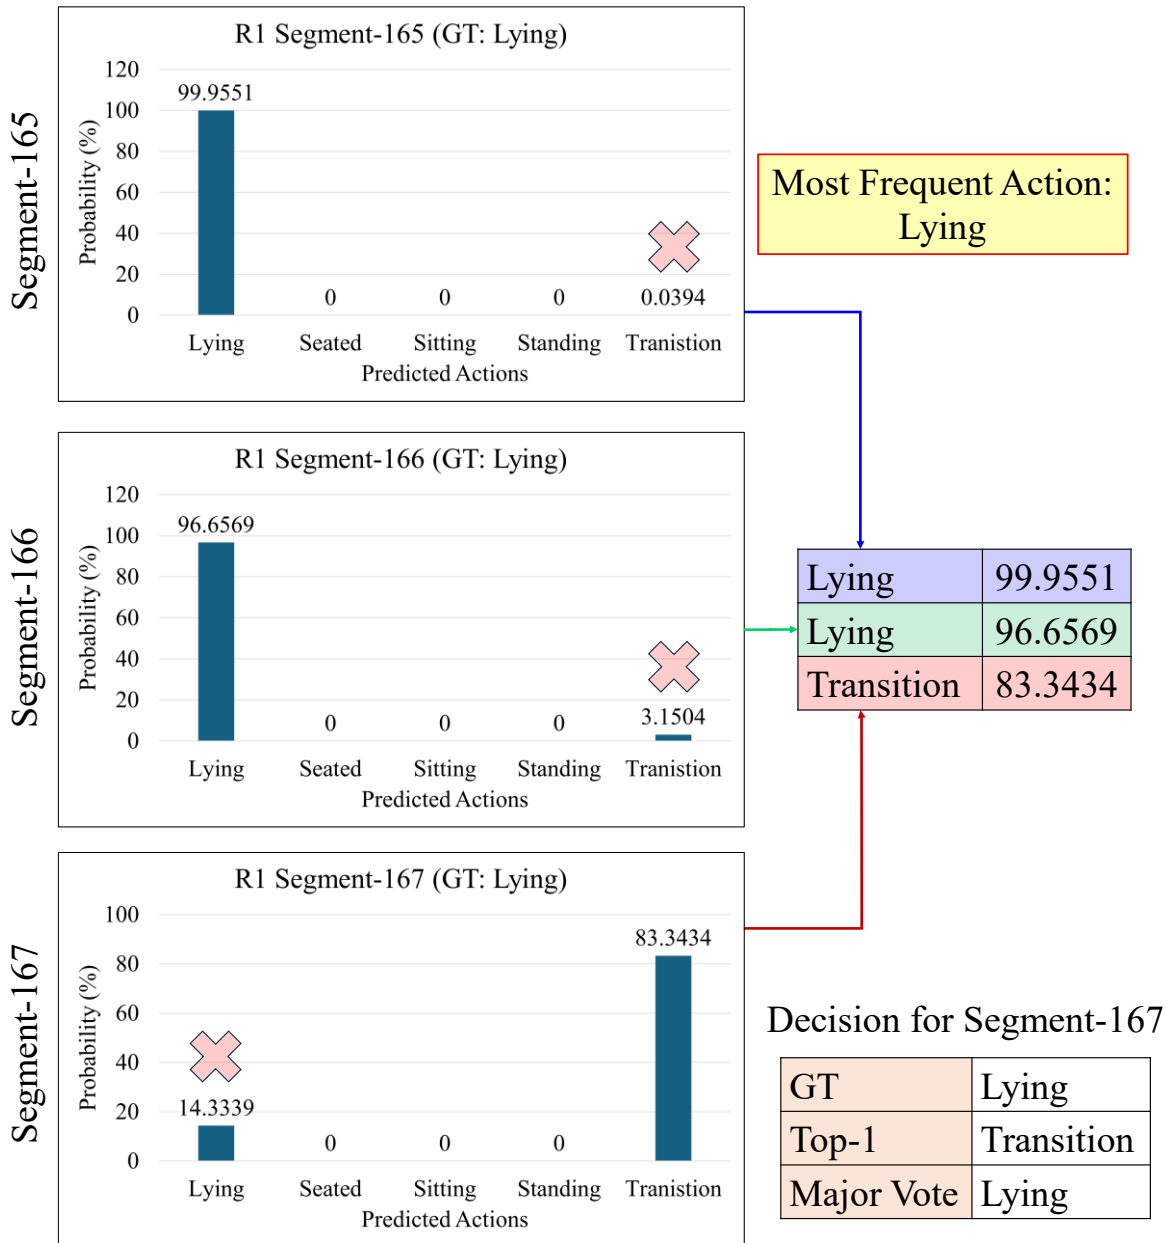 Segment-165
R1 Segment-165 (GT: Lying)
Probability (%)
120
100
80
60
40
20
0
99.9551
0
0
0
0.0394
Lying
Seated
Sitting
Standing
Tranistion
Predicted Actions
Most Frequent Action:
Lying
Segment-166
R1 Segment-166 (GT: Lying)
Probability (%)
120
100
80
60
40
20
0
96.6569
0
0
0
3.1504
Lying
Seated
Sitting
Standing
Tranistion
Predicted Actions
Lying 99.9551
Lying 96.6569
Transition 83.3434
Segment-167
R1 Segment-167 (GT: Lying)
Probability (%)
100
80
60
40
20
0
14.3339
0
0
0
83.3434
Lying
Seated
Sitting
Standing
Tranistion
Predicted Actions
Decision for Segment-167
GT Lying
Top-1 Transition
Major Vote Lying